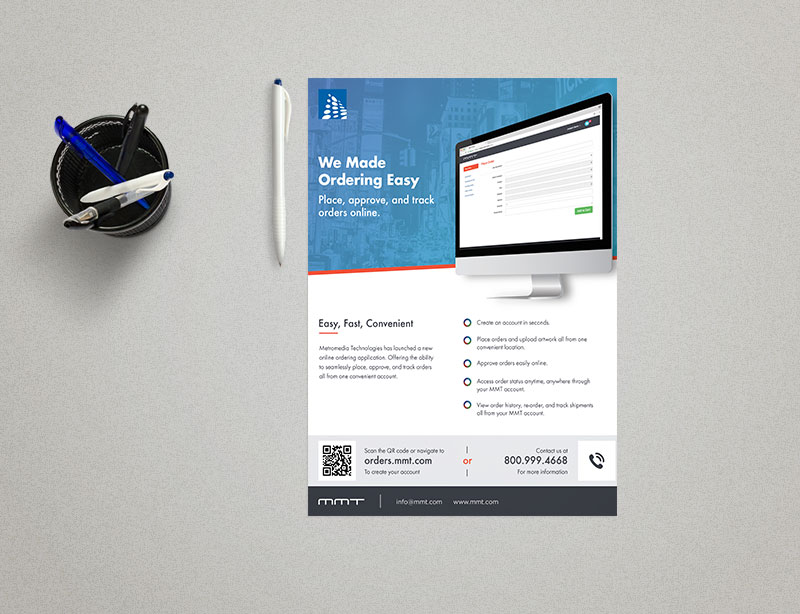 We Made
Ordering Easy
Place, approve, and track
orders online.
Easy, Fast, Convenient
Metromedia Technologies has launched a new
online ordering application. Offering the ability
to seamlessly place, approve, and track orders
all from one convenient account.
Create an account in seconds.
Place orders and upload artwork all from one
convenient location.
Approve orders easily online.
Access order status anytime, anywhere through
your MMT account.
View order history, re-order, and track shipments
all from your MMT account.
Scan the QR code or navigate to
orders.mmt.com
To create your account
or
Contact us at
800.999.4668
For more information
MMT
info@mmt.com
www.mmt.com